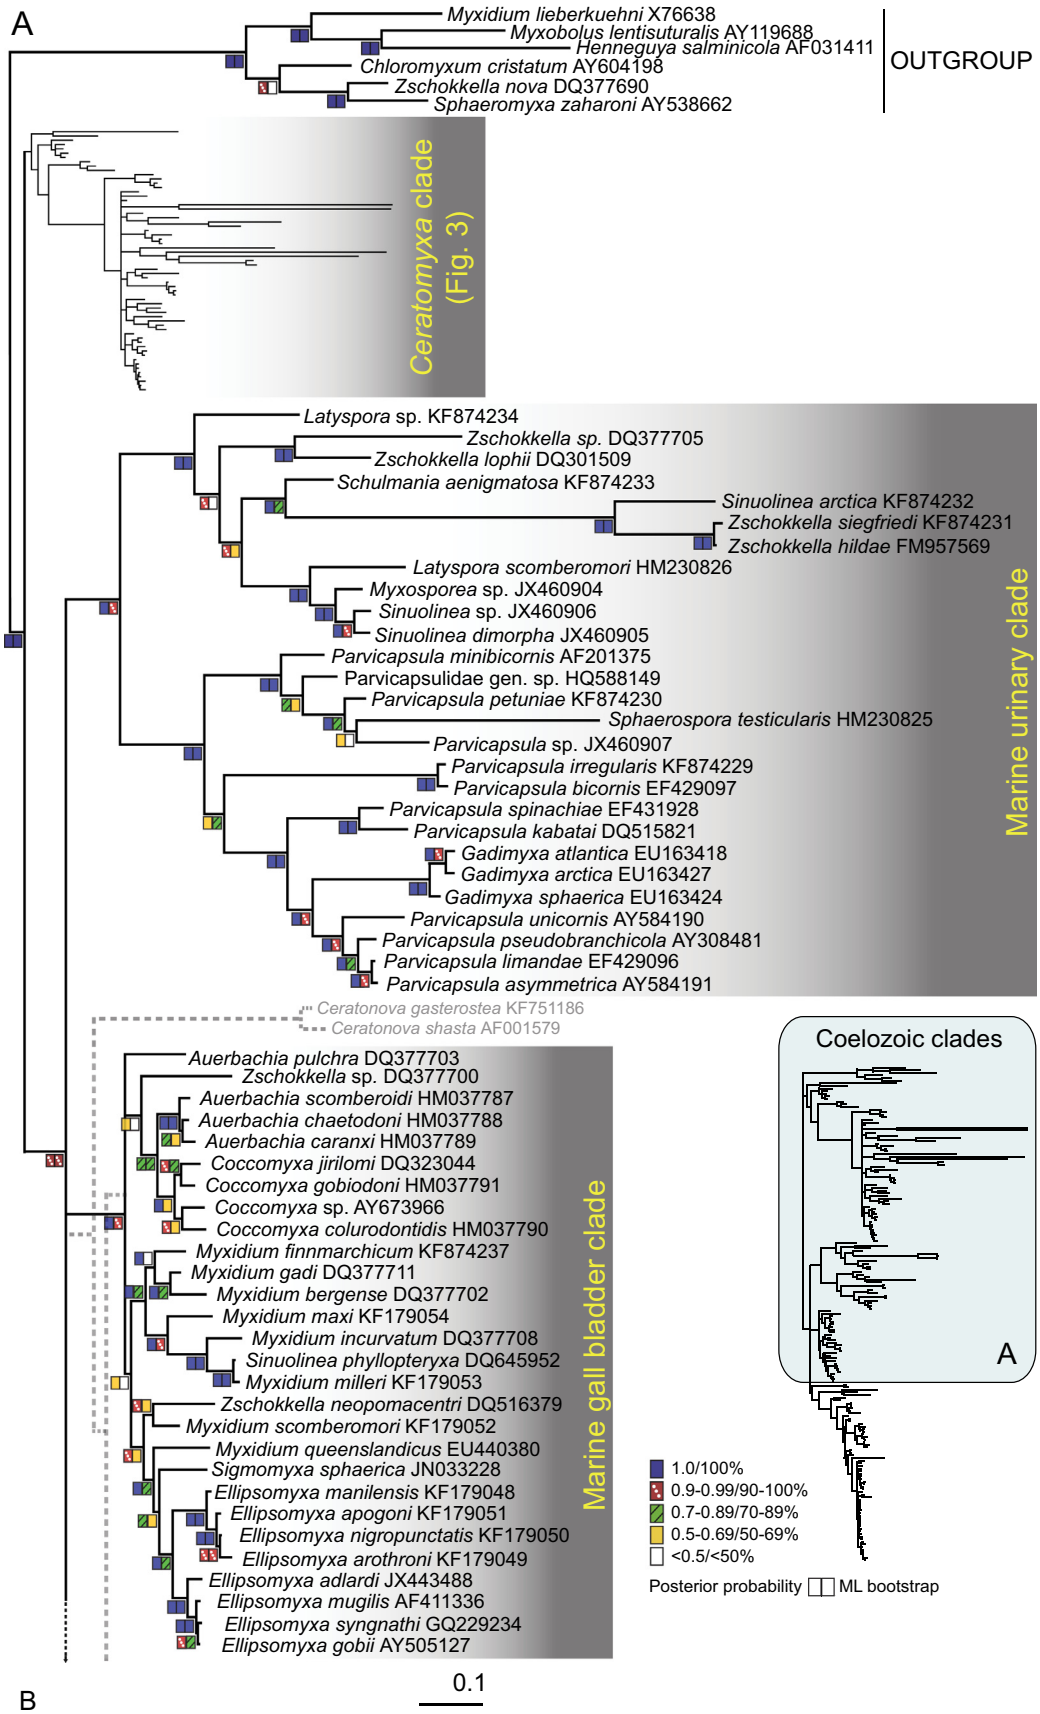 A
Myxidium lieberkuehni X76638
Myxobolus lentisuturalis AY119688
Henneguya salminicola AF031411
Chloromyxum cristatum AY604198
Zschokkella nova DQ377690
Sphaeromyxa zaharoni AY538662
OUTGROUP
Ceratomyxa clade
(Fig. 3)
Latyspora sp. KF874234
Zschokkella sp. DQ377705
Zschokkella lophii DQ301509
Schulmania aenigmatosa KF874233
Sinuolinea arctica KF874232
Zschokkella siegfriedi KF874231
Zschokkella hildae FM957569
Latyspora scomberomori HM230826
Myxosporea sp. JX460904
Sinuolinea sp. JX460906
Sinuolinea dimorpha JX460905
Parvicapsula minibicornis AF201375
Parvicapsulidae gen. sp. HQ588149
Parvicapsula petuniae KF874230
Sphaerospora testicularis HM230825
Parvicapsula sp. JX460907
Parvicapsula irregularis KF874229
Parvicapsula bicornis EF429097
Parvicapsula spinachiae EF431928
Parvicapsula kabatai DQ515821
Gadimyxa atlantica EU163418
Gadimyxa arctica EU163427
Gadimyxa sphaerica EU163424
Parvicapsula unicornis AY584190
Parvicapsula pseudobranchicola AY308481
Parvicapsula limandae EF429096
Parvicapsula asymmetrica AY584191
Marine urinary clade
Ceratonova gasterostea KF751186
Ceratonova shasta AF001579
Auerbachia pulchra DQ377703
Zschokkella sp. DQ377700
Auerbachia scomberoidi HM037787
Auerbachia chaetodoni HM037788
Auerbachia caranxi HM037789
Coccomyxa jirilomi DQ323044
Coccomyxa gobiodoni HM037791
Coccomyxa sp. AY673966
Coccomyxa colurodontidis HM037790
Myxidium finnmarchicum KF874237
Myxidium gadi DQ377711
Myxidium bergense DQ377702
Myxidium maxi KF179054
Myxidium incurvatum DQ377708
Sinuolinea phyllopteryxa DQ645952
Myxidium milleri KF179053
Zschokkella neopomacentri DQ516379
Myxidium scomberomori KF179052
Myxidium queenslandicus EU440380
Sigmomyxa sphaerica JN033228
Ellipsomyxa manilensis KF179048
Ellipsomyxa apogoni KF179051
Ellipsomyxa nigropunctatis KF179050
Ellipsomyxa arothroni KF179049
Ellipsomyxa adlardi JX443488
Ellipsomyxa mugilis AF411336
Ellipsomyxa syngnathi GQ229234
Ellipsomyxa gobii AY505127
Marine gall bladder clade
Coelozoic clades
A
1.0/100%
0.9-0.99/90-100%
0.7-0.89/70-89%
0.5-0.69/50-69%
<0.5/<50%
Posterior probability ML bootstrap
0.1
B